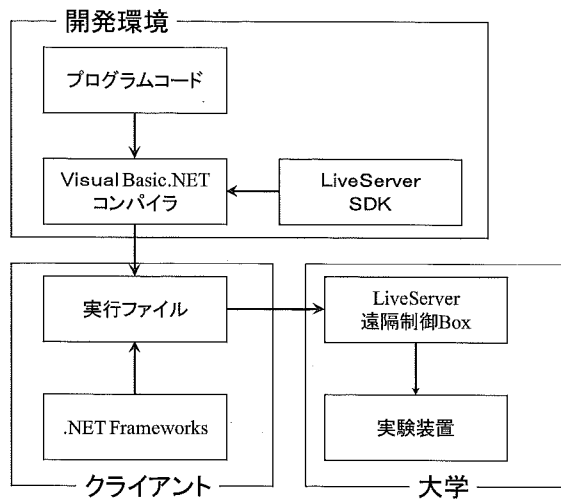 開発環境
プログラムコード
Visual Basic.NET
コンパイラ
LiveServer
SDK
実行ファイル
LiveServer
遠隔制御Box
.NET Frameworks
実験装置
クライアント
大学